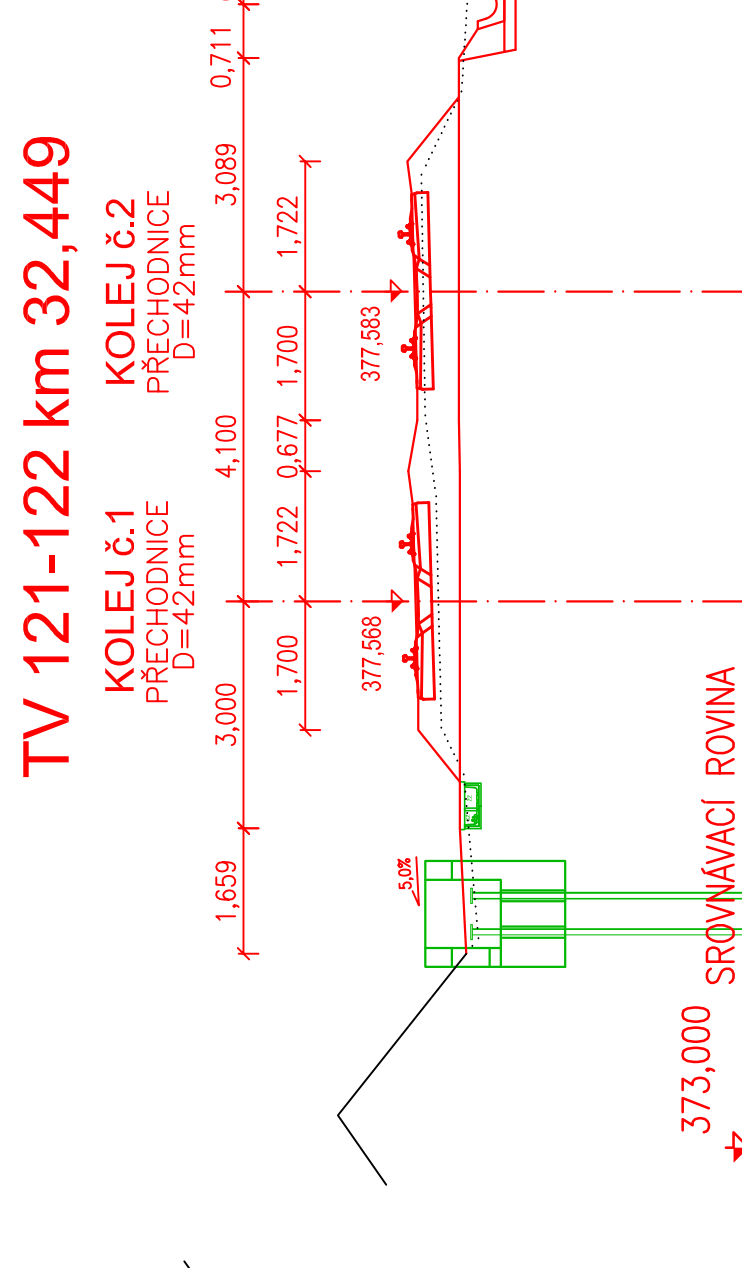 TV 121-122 km 32,449
KOLEJ č.1
PŘECHODNICE
D=42mm
KOLEJ č.2
PŘECHODNICE
D=42mm
1,659
3,000
4,100
3,089
0,711
1,700
1,722
0,677
1,700
1,722
377,568
377,583
5,0%
373,000
SROVNÁVACÍ ROVINA